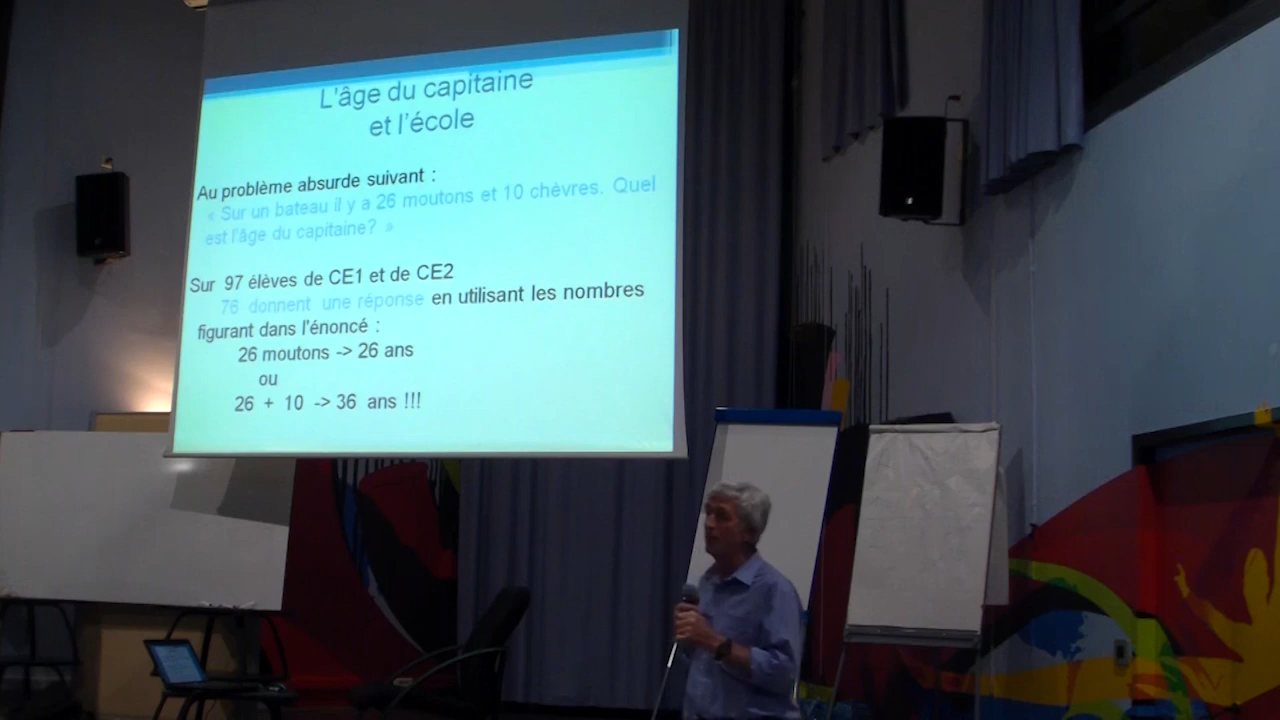 L'âge du capitaine
et l'école
Au problème absurde suivant :
« Sur un bateau il y a 26 moutons et 10 chèvres. Quel
est l'âge du capitaine? »
Sur 97 élèves de CE1 et de CE2
76 donnent une réponse en utilisant les nombres
figurant dans l'énoncé :
26 moutons -> 26 ans
ou
26 + 10 -> 36 ans !!!